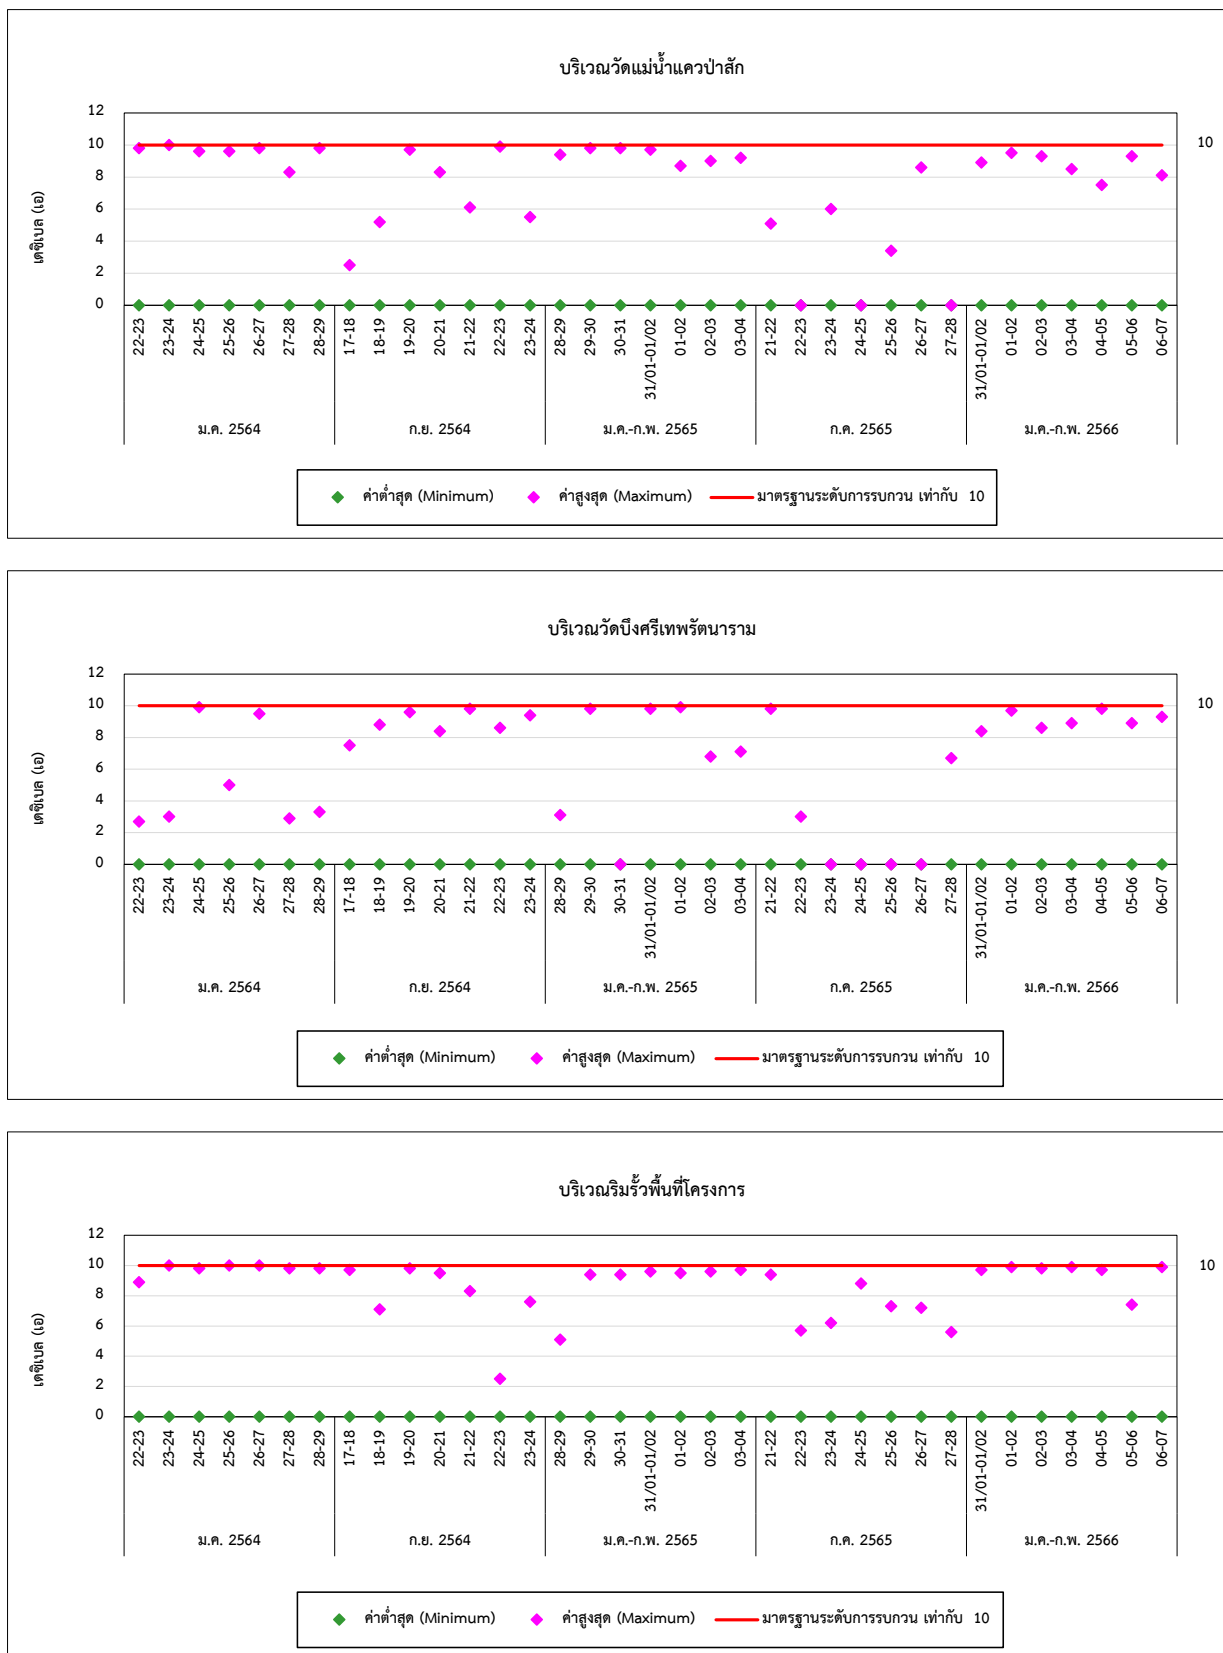 บริเวณวัดแม่น้ำแควป่าสัก
12
10
8
6
4
2
0
10
เดซิเบล (เอ)
22-23 23-24 24-25 25-26 26-27 27-28 28-29 17-18 18-19 19-20 20-21 21-22 22-23 23-24 28-29 29-30 30-31 31/01-01/02 01-02 02-03 03-04 21-22 22-23 23-24 24-25 25-26 26-27 27-28 31/01-01/02 01-02 02-03 03-04 04-05 05-06 06-07
ม.ค. 2564 ก.ย. 2564 ม.ค.-ก.พ. 2565 ก.ค. 2565 ม.ค.-ก.พ. 2566
ค่าต่ำสุด (Minimum) ค่าสูงสุด (Maximum) มาตรฐานระดับการรบกวน เท่ากับ 10
บริเวณวัดบึงศรีเทพรัตนาราม
12
10
8
6
4
2
0
10
เดซิเบล (เอ)
22-23 23-24 24-25 25-26 26-27 27-28 28-29 17-18 18-19 19-20 20-21 21-22 22-23 23-24 28-29 29-30 30-31 31/01-01/02 01-02 02-03 03-04 21-22 22-23 23-24 24-25 25-26 26-27 27-28 31/01-01/02 01-02 02-03 03-04 04-05 05-06 06-07
ม.ค. 2564 ก.ย. 2564 ม.ค.-ก.พ. 2565 ก.ค. 2565 ม.ค.-ก.พ. 2566
ค่าต่ำสุด (Minimum) ค่าสูงสุด (Maximum) มาตรฐานระดับการรบกวน เท่ากับ 10
บริเวณริมรั้วพื้นที่โครงการ
12
10
8
6
4
2
0
10
เดซิเบล (เอ)
22-23 23-24 24-25 25-26 26-27 27-28 28-29 17-18 18-19 19-20 20-21 21-22 22-23 23-24 28-29 29-30 30-31 31/01-01/02 01-02 02-03 03-04 21-22 22-23 23-24 24-25 25-26 26-27 27-28 31/01-01/02 01-02 02-03 03-04 04-05 05-06 06-07
ม.ค. 2564 ก.ย. 2564 ม.ค.-ก.พ. 2565 ก.ค. 2565 ม.ค.-ก.พ. 2566
ค่าต่ำสุด (Minimum) ค่าสูงสุด (Maximum) มาตรฐานระดับการรบกวน เท่ากับ 10